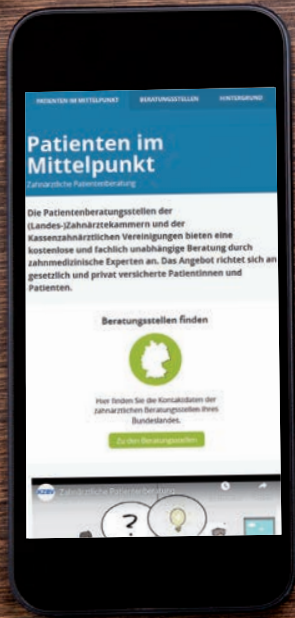 PATIENTEN IM MITTELPUNKT BERATUNGSSTELLEN HINTERGRUND
Patienten im
Mittelpunkt
Zahnärztliche Patientenberatung
Die Patientenberatungsstellen der
(Landes-)Zahnärztekammern und der
Kassenzahnärztlichen Vereinigungen bieten eine
kostenlose und fachlich unabhängige Beratung durch
zahnmedizinische Experten an. Das Angebot richtet sich an
gesetzlich und privat versicherte Patientinnen und
Patienten.
Beratungsstellen finden
Hier finden Sie die Kontaktdaten der
zahnärztlichen Beratungsstellen Ihres
Bundeslandes.
Zu den Beratungsstellen
KZBV Zahnärztliche Patientenberatung
?